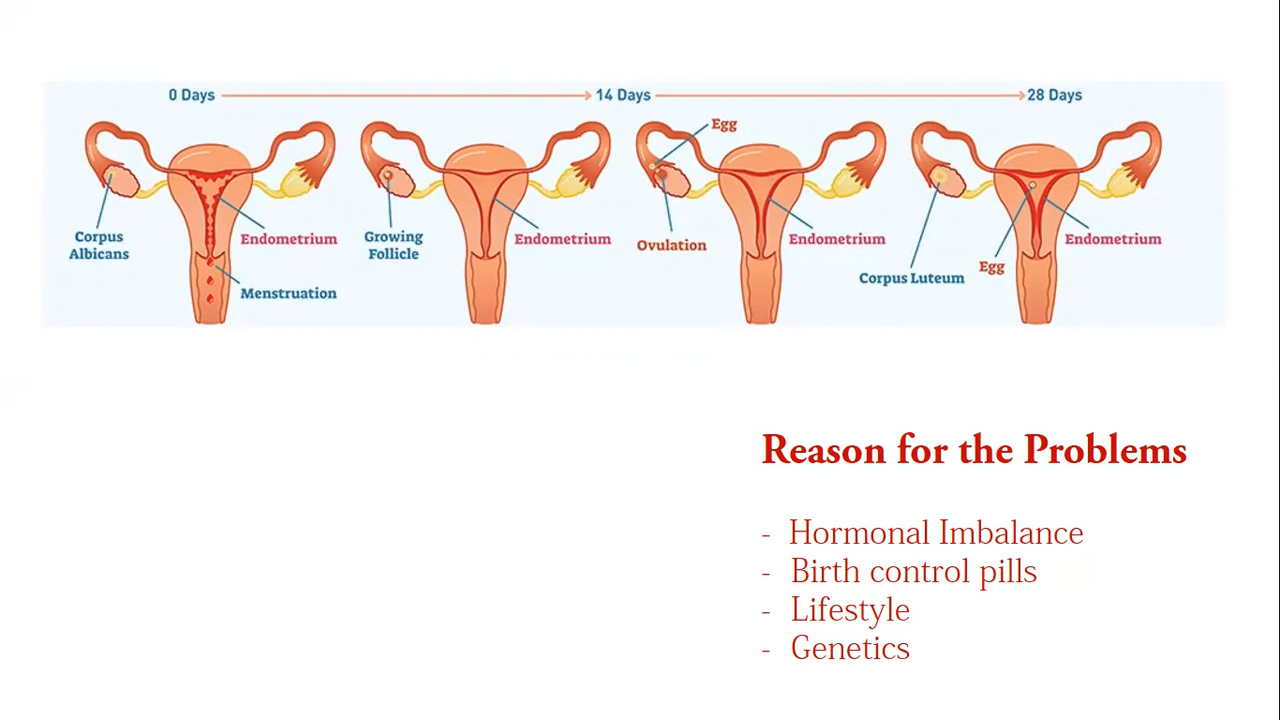 0 Days
14 Days
28 Days
Egg
Corpus
Albicans
Endometrium
Menstruation
Growing
Follicle
Endometrium
Ovulation
Endometrium
Corpus Luteum
Egg
Endometrium
Reason for the Problems
- Hormonal Imbalance
- Birth control pills
- Lifestyle
- Genetics